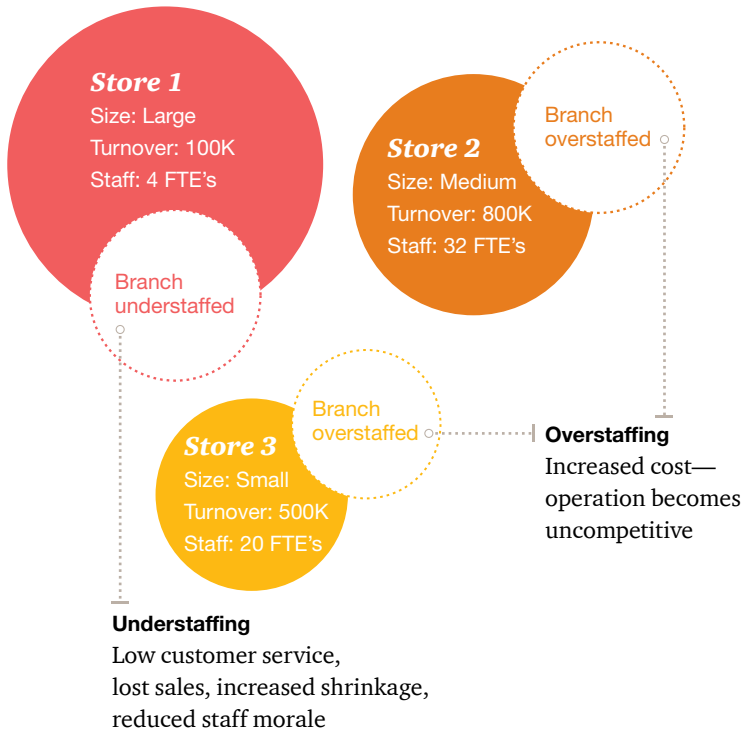 Store 1
Size: Large
Turnover: 100K
Staff: 4 FTE's
Branch
understaffed
Store 2
Size: Medium
Turnover: 800K
Staff: 32 FTE's
Branch
overstaffed
Store 3
Size: Small
Turnover: 500K
Staff: 20 FTE's
Branch
overstaffed
Overstaffing
Increased cost—
operation becomes
uncompetitive
Understaffing
Low customer service,
lost sales, increased shrinkage,
reduced staff morale